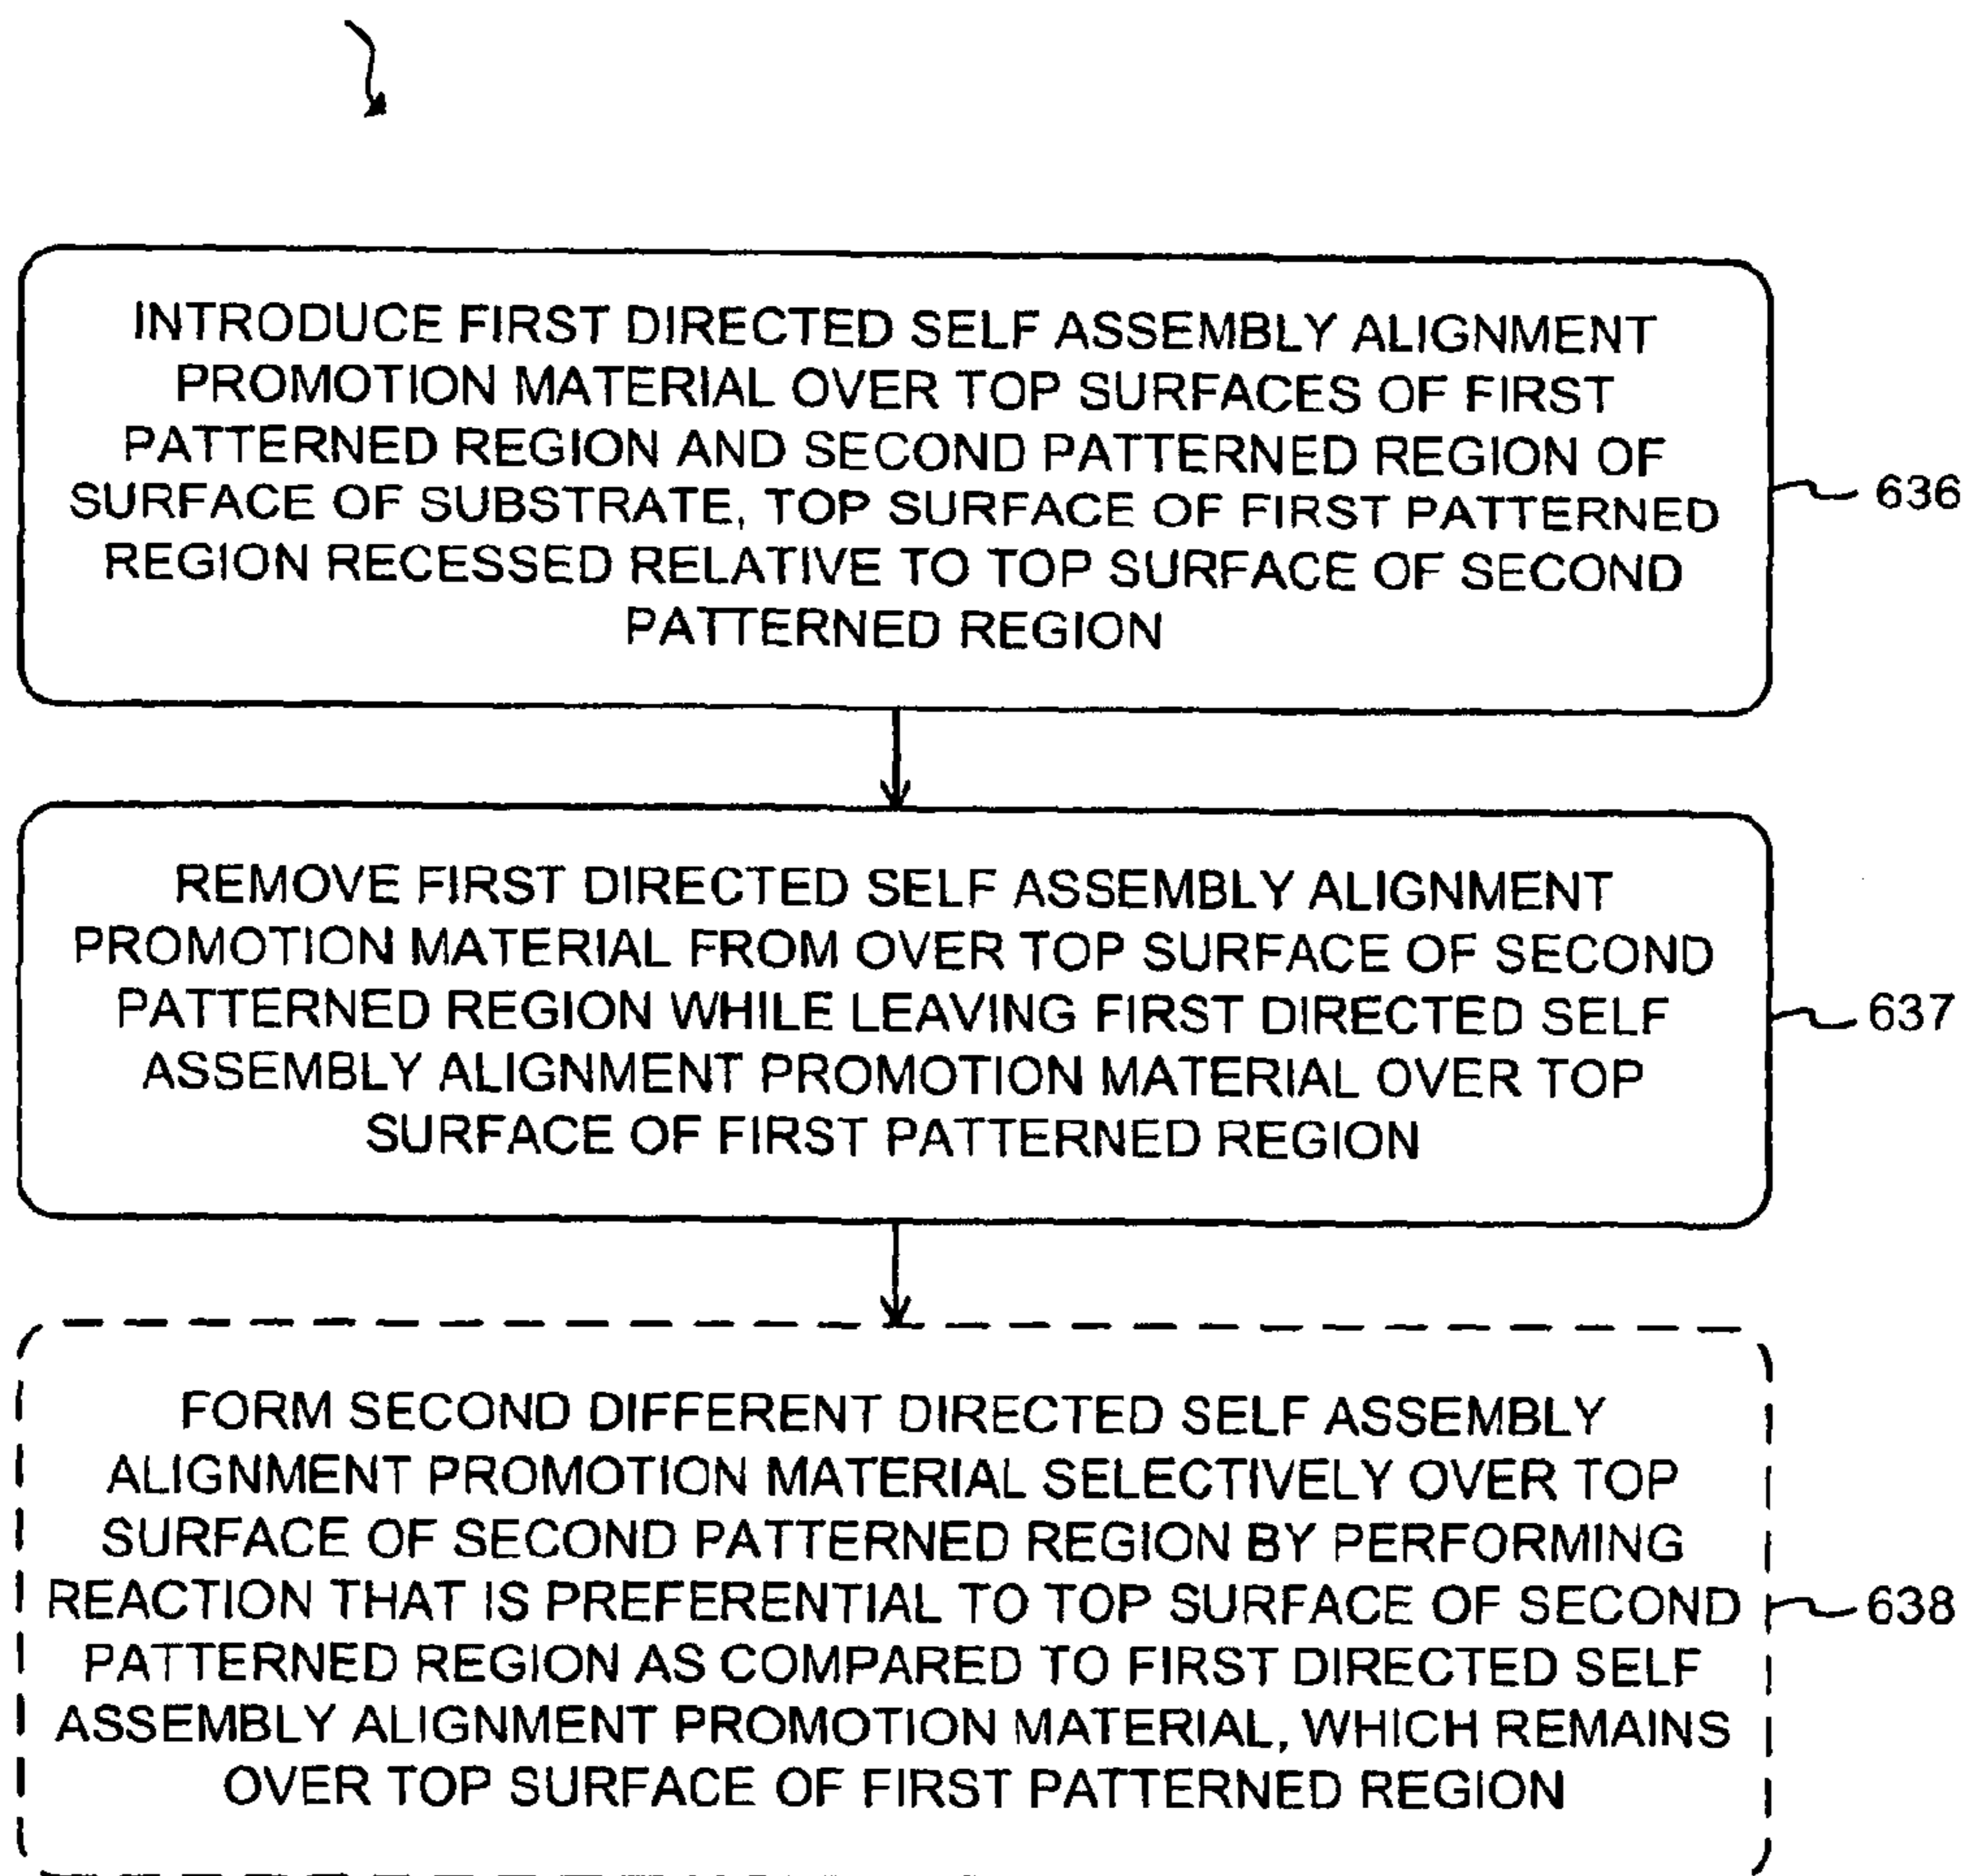 INTRODUCE FIRST DIRECTED SELF ASSEMBLY ALIGNMENT
PROMOTION MATERIAL OVER TOP SURFACES OF FIRST
PATTERNED REGION AND SECOND PATTERNED REGION OF
SURFACE OF SUBSTRATE, TOP SURFACE OF FIRST PATTERNED
REGION RECESSED RELATIVE TO TOP SURFACE OF SECOND
PATTERNED REGION
636
REMOVE FIRST DIRECTED SELF ASSEMBLY ALIGNMENT
PROMOTION MATERIAL FROM OVER TOP SURFACE OF SECOND
PATTERNED REGION WHILE LEAVING FIRST DIRECTED SELF
ASSEMBLY ALIGNMENT PROMOTION MATERIAL OVER TOP
SURFACE OF FIRST PATTERNED REGION
637
FORM SECOND DIFFERENT DIRECTED SELF ASSEMBLY
ALIGNMENT PROMOTION MATERIAL SELECTIVELY OVER TOP
SURFACE OF SECOND PATTERNED REGION BY PERFORMING
REACTION THAT IS PREFERENTIAL TO TOP SURFACE OF SECOND
PATTERNED REGION AS COMPARED TO FIRST DIRECTED SELF
ASSEMBLY ALIGNMENT PROMOTION MATERIAL, WHICH REMAINS
OVER TOP SURFACE OF FIRST PATTERNED REGION
638